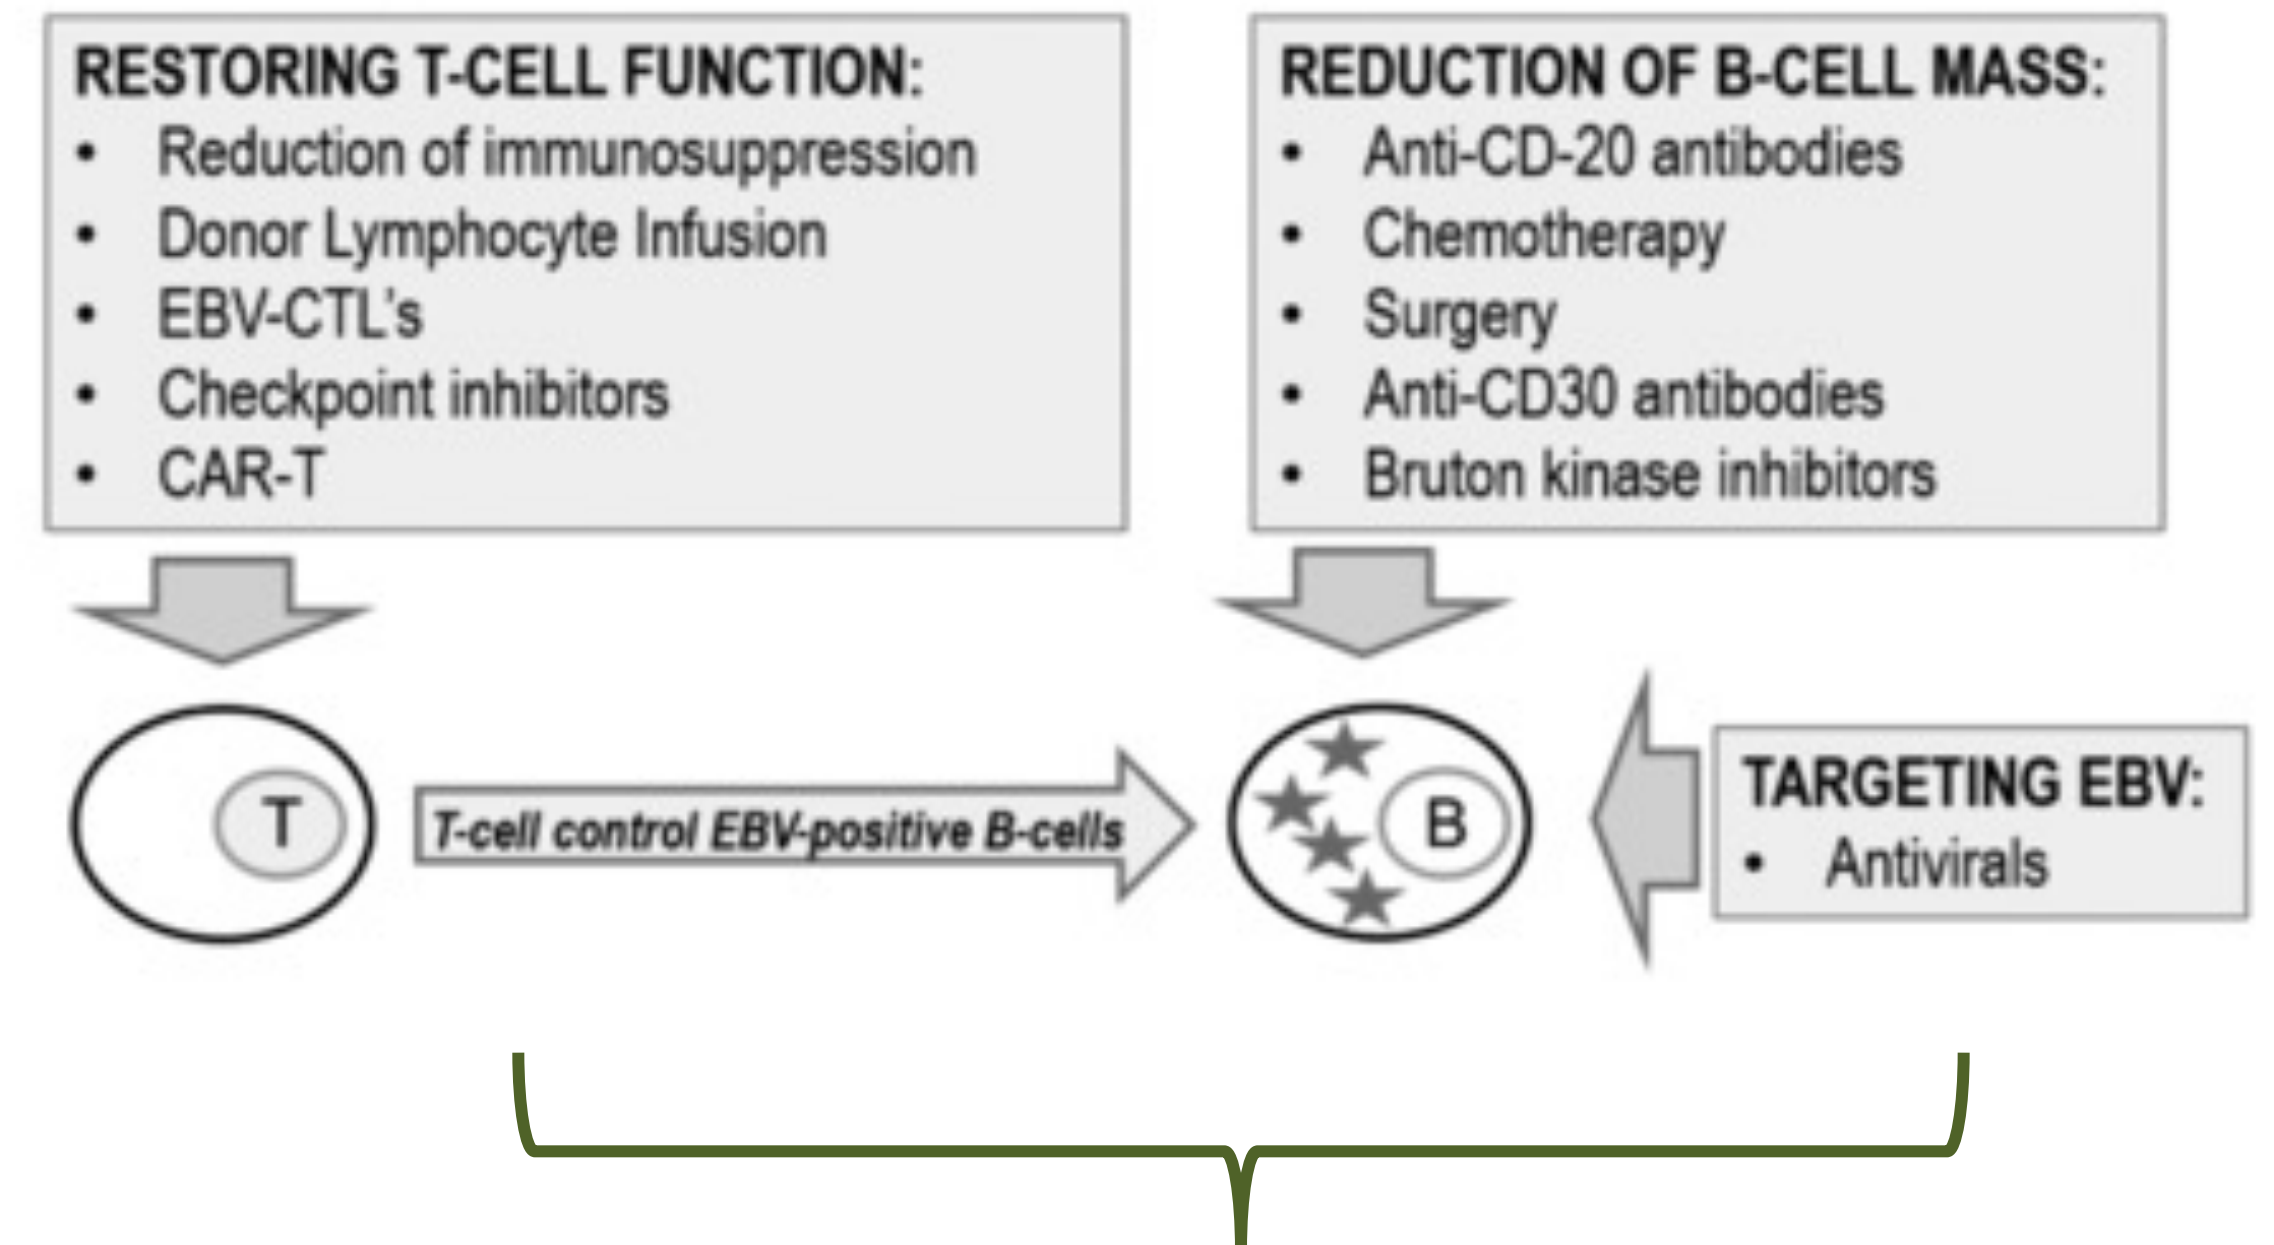 RESTORING T-CELL FUNCTION:
• Reduction of immunosuppression
• Donor Lymphocyte Infusion
• EBV-CTL's
• Checkpoint inhibitors
• CAR-T
REDUCTION OF B-CELL MASS:
• Anti-CD-20 antibodies
• Chemotherapy
• Surgery
• Anti-CD30 antibodies
• Bruton kinase inhibitors
T
T-cell control EBV-positive B-cells
B
TARGETING EBV:
• Antivirals